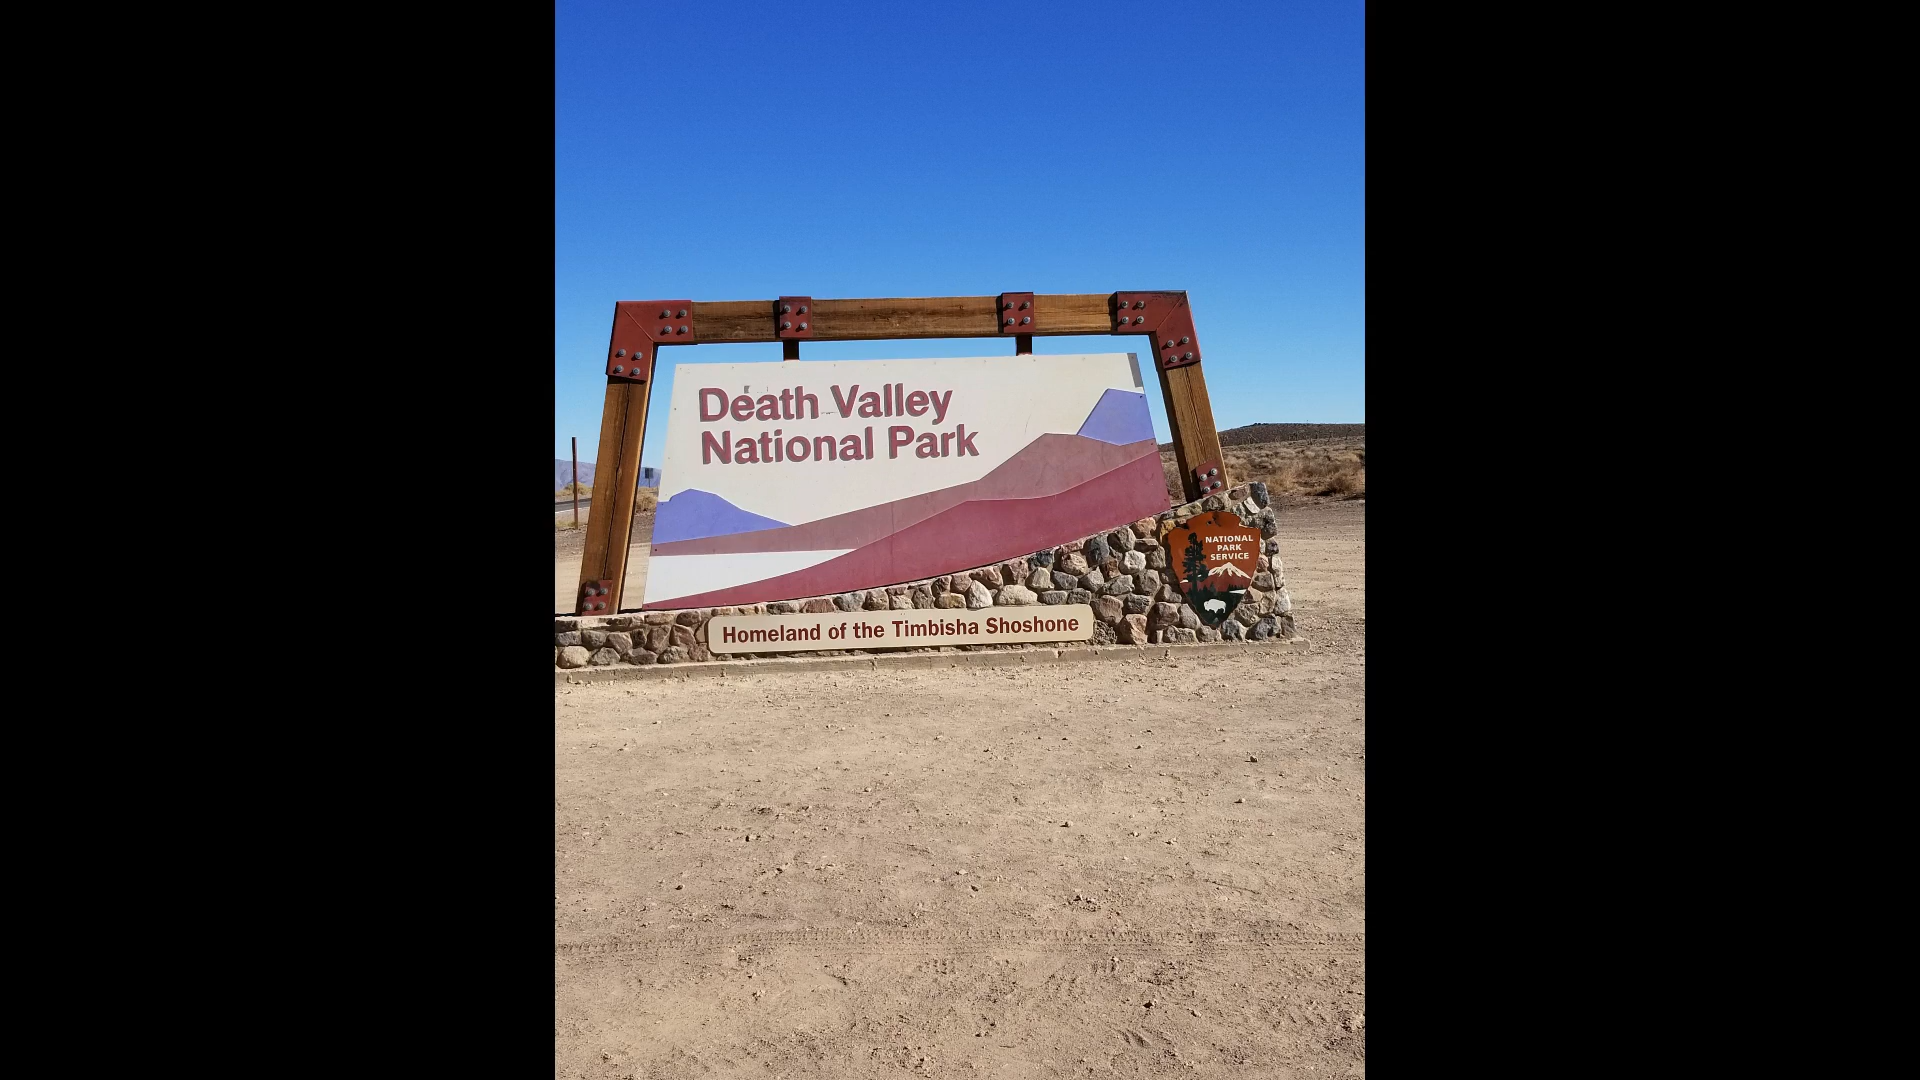 Death Valley
National Park
NATIONAL
PARK
SERVICE
Homeland of the Timbisha Shoshone